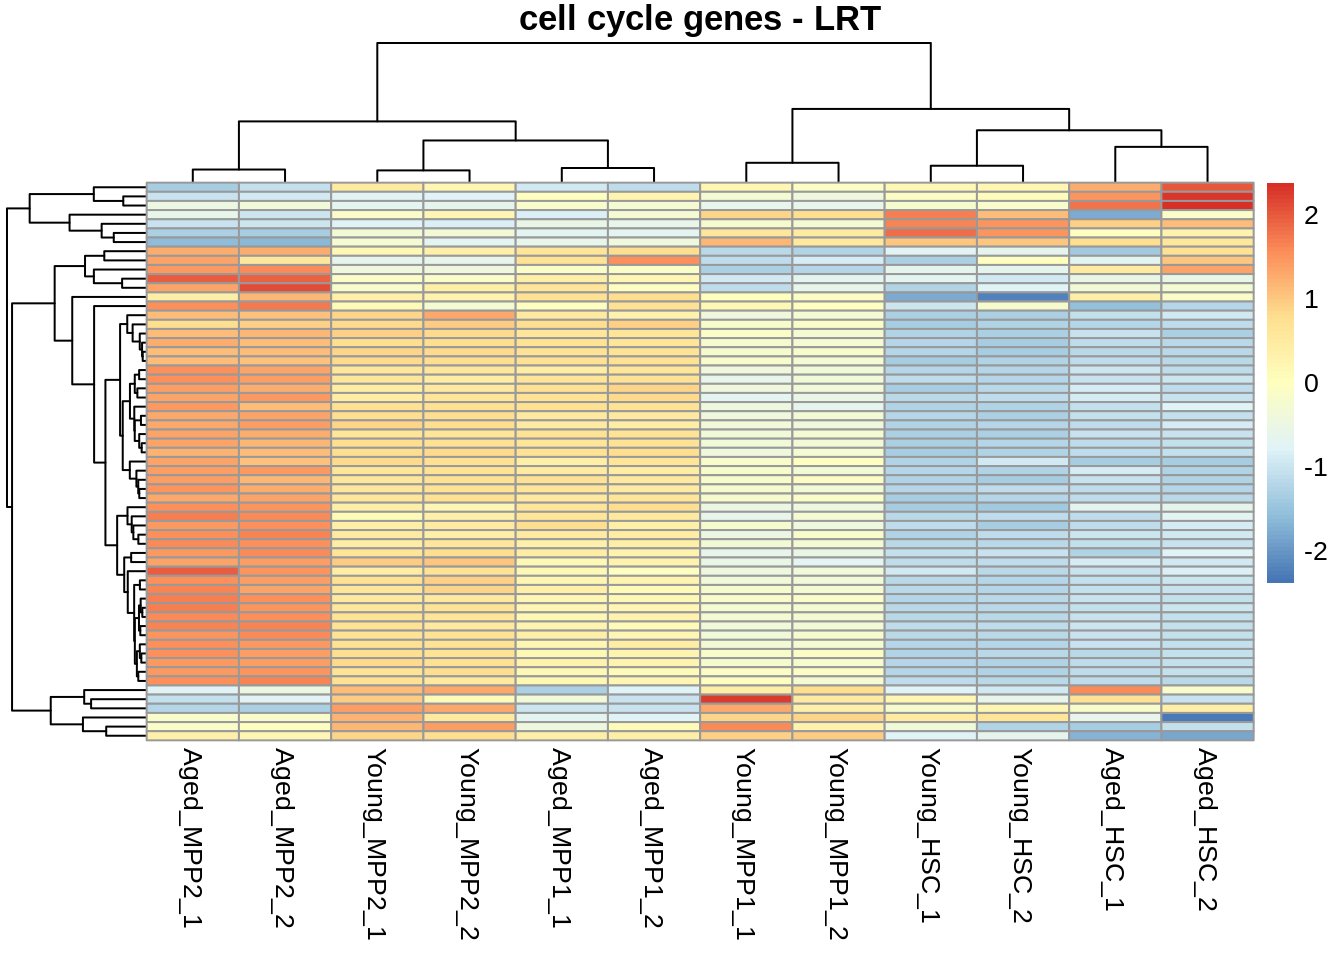 cell cycle genes - LRT
2
1
0
-1
-2
Aged_MPP2_1
Aged_MPP2_2
Young_MPP2_1
Young_MPP2_2
Aged_MPP1_1
Aged_MPP1_2
Young_MPP1_1
Young_MPP1_2
Young_HSC_1
Young_HSC_2
Aged_HSC_1
Aged_HSC_2